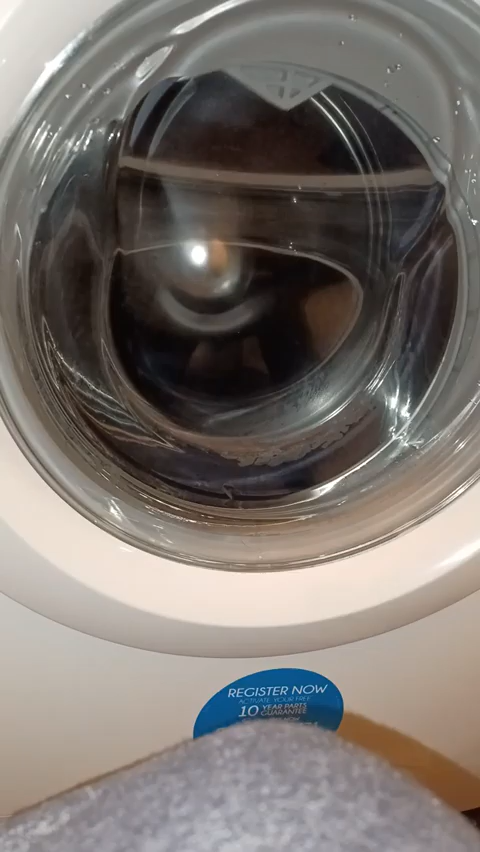 REGISTER NOW
ACTIVATE YOUR FREE
10 YEAR PARTS
GUARANTEE